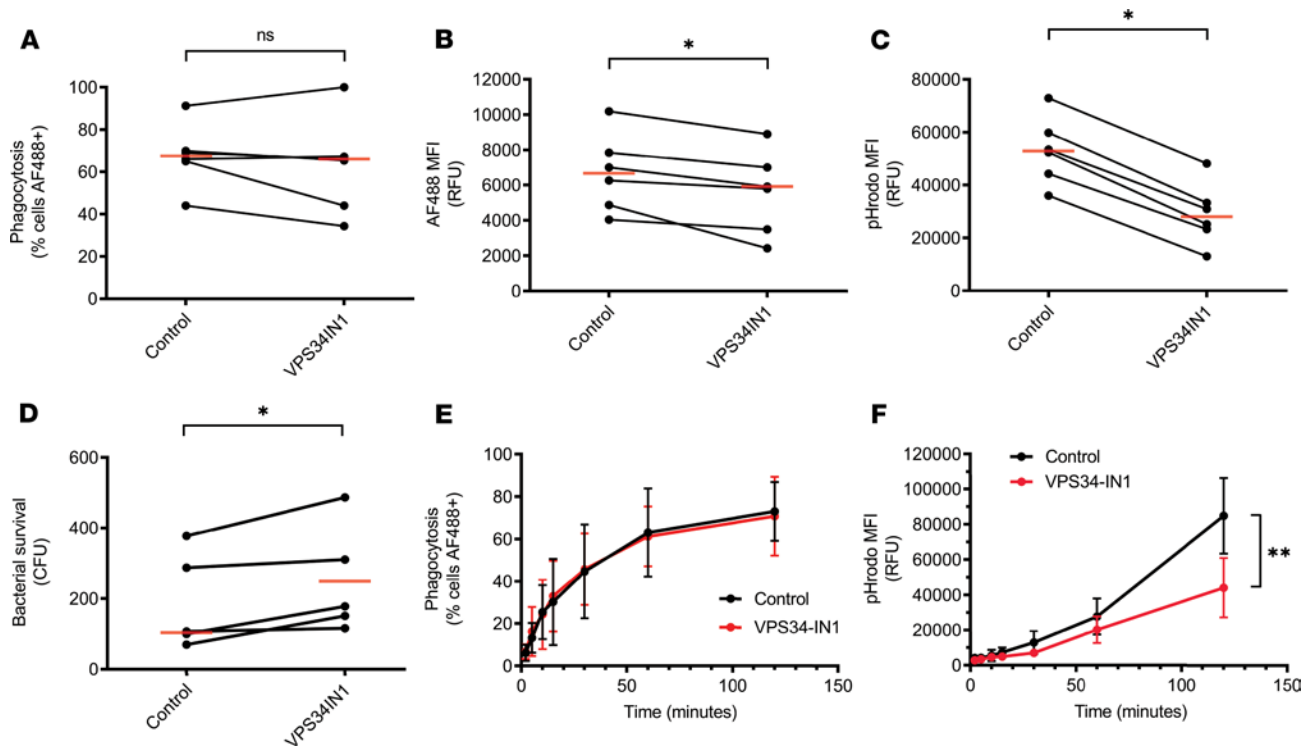 A
ns
Phagocytosis
(% cells AF488+)
100
80
60
40
20
0
Control
VPS34IN1
B
*
AF488 MFI
(RFU)
12000
10000
8000
6000
4000
2000
0
Control
VPS34IN1
C
*
pHrodo MFI
(RFU)
80000
60000
40000
20000
0
Control
VPS34IN1
D
*
Bacterial survival
(CFU)
600
400
200
0
Control
VPS34IN1
E
Phagocytosis
(% cells AF488+)
100
80
60
40
20
0
Control
VPS34-IN1
0 50 100 150
Time (minutes)
F
pHrodo MFI
(RFU)
120000
100000
80000
60000
40000
20000
0
Control
VPS34-IN1
**
0 50 100 150
Time (minutes)